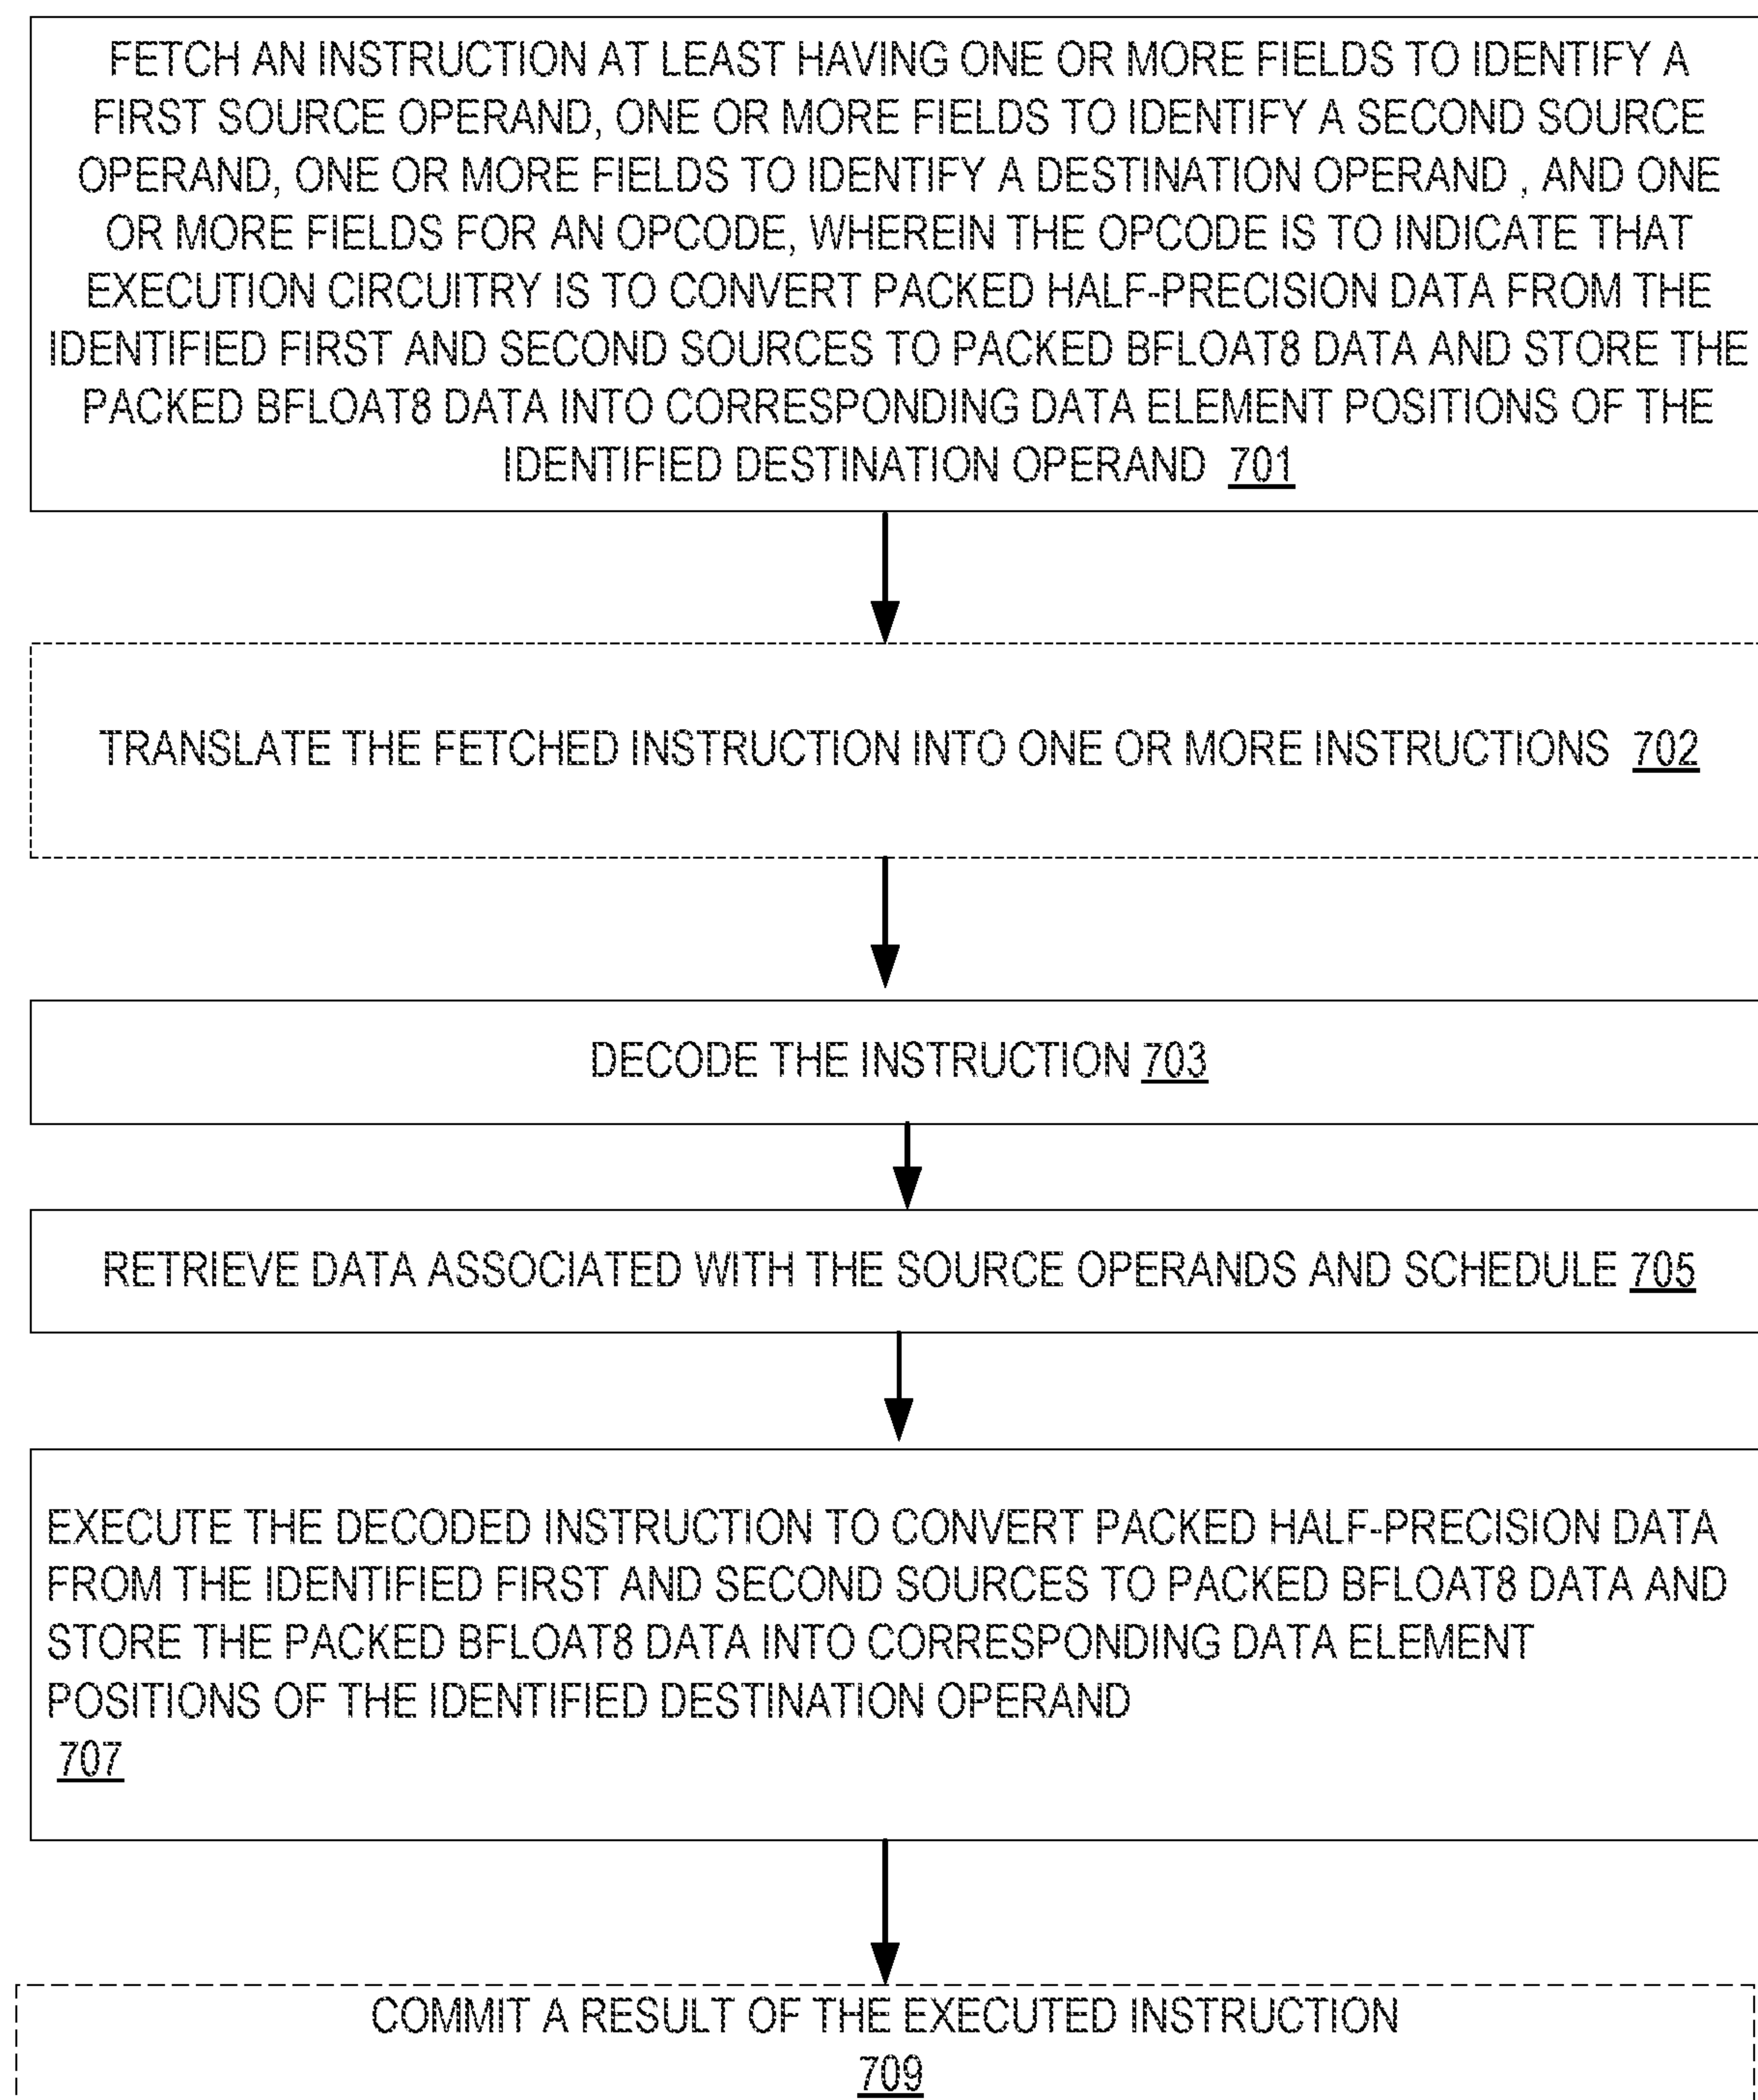 FETCH AN INSTRUCTION AT LEAST HAVING ONE OR MORE FIELDS TO IDENTIFY A
FIRST SOURCE OPERAND, ONE OR MORE FIELDS TO IDENTIFY A SECOND SOURCE
OPERAND, ONE OR MORE FIELDS TO IDENTIFY A DESTINATION OPERAND , AND ONE
OR MORE FIELDS FOR AN OPCODE, WHEREIN THE OPCODE IS TO INDICATE THAT
EXECUTION CIRCUITRY IS TO CONVERT PACKED HALF-PRECISION DATA FROM THE
IDENTIFIED FIRST AND SECOND SOURCES TO PACKED BFLOAT8 DATA AND STORE THE
PACKED BFLOAT8 DATA INTO CORRESPONDING DATA ELEMENT POSITIONS OF THE
IDENTIFIED DESTINATION OPERAND 701
TRANSLATE THE FETCHED INSTRUCTION INTO ONE OR MORE INSTRUCTIONS 702
DECODE THE INSTRUCTION 703
RETRIEVE DATA ASSOCIATED WITH THE SOURCE OPERANDS AND SCHEDULE 705
EXECUTE THE DECODED INSTRUCTION TO CONVERT PACKED HALF-PRECISION DATA
FROM THE IDENTIFIED FIRST AND SECOND SOURCES TO PACKED BFLOAT8 DATA AND
STORE THE PACKED BFLOAT8 DATA INTO CORRESPONDING DATA ELEMENT
POSITIONS OF THE IDENTIFIED DESTINATION OPERAND
707
COMMIT A RESULT OF THE EXECUTED INSTRUCTION
709